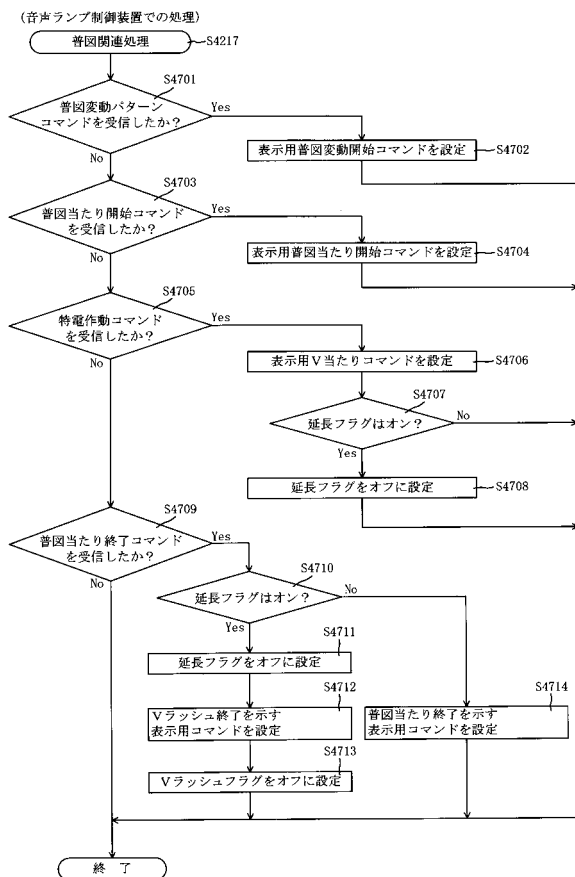 (音声ランプ制御装置での処理)
普図関連処理
S4217
S4701
普図変動パターン
コマンドを受信したか?
Yes
No
表示用普図変動開始コマンドを設定
S4702
S4703
普図当たり開始コマンド
を受信したか?
Yes
No
表示用普図当たり開始コマンドを設定
S4704
S4705
特電作動コマンド
を受信したか?
Yes
No
表示用V当たりコマンドを設定
S4706
S4707
延長フラグはオン?
No
Yes
延長フラグをオフに設定
S4708
S4709
普図当たり終了コマンド
を受信したか?
Yes
No
S4710
延長フラグはオン?
No
Yes
S4711
延長フラグをオフに設定
S4712
Vラッシュ終了を示す
表示用コマンドを設定
S4714
普図当たり終了を示す
表示用コマンドを設定
S4713
Vラッシュフラグをオフに設定
終 了